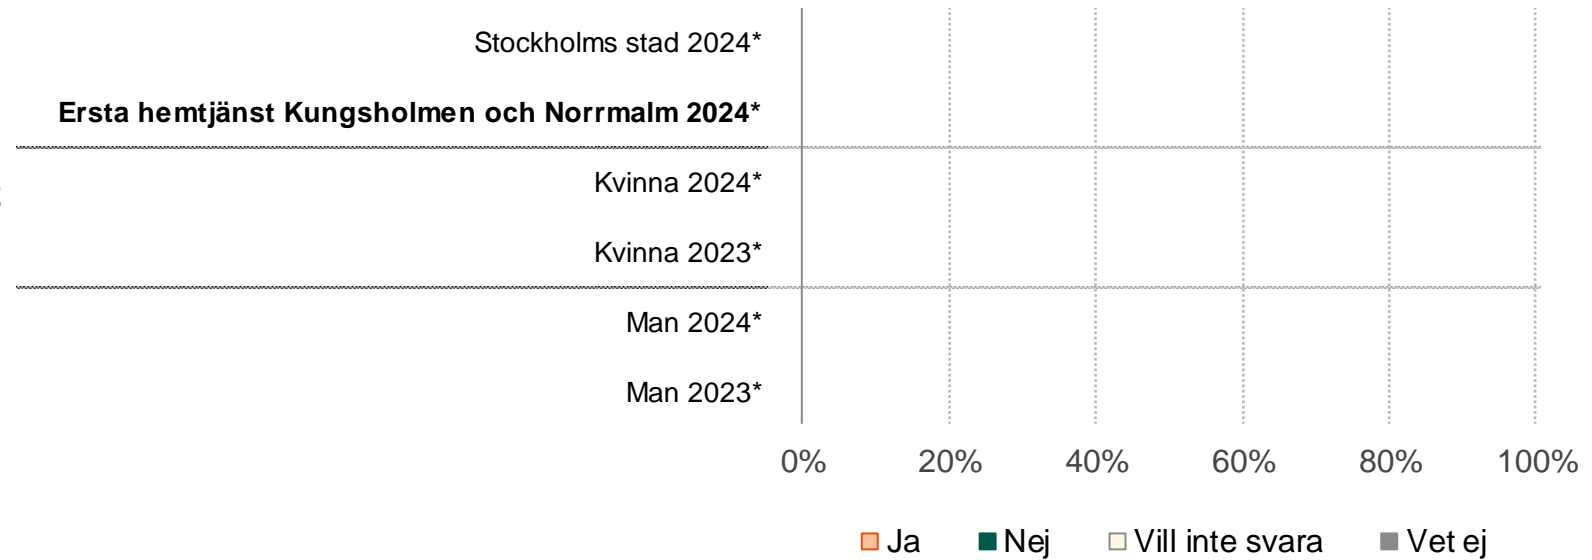 Stockholms stad 2024*
Ersta hemtjänst Kungsholmen och Norrmalm 2024*
Kvinna 2024*
Kvinna 2023*
Man 2024*
Man 2023*
0% 20% 40% 60% 80% 100%
Ja Nej Vill inte svara Vet ej